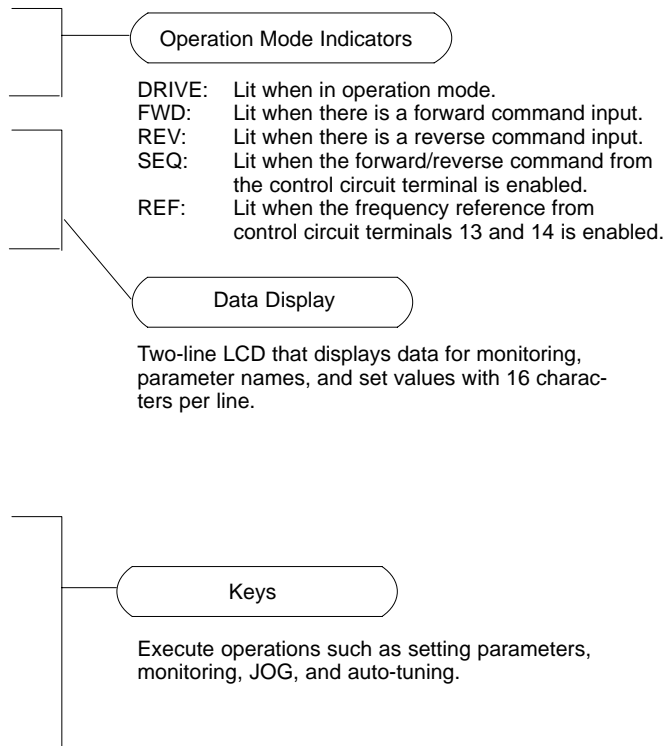 Operation Mode Indicators
DRIVE: Lit when in operation mode.
FWD: Lit when there is a forward command input.
REV: Lit when there is a reverse command input.
SEQ: Lit when the forward/reverse command from
the control circuit terminal is enabled.
REF: Lit when the frequency reference from
control circuit terminals 13 and 14 is enabled.
Data Display
Two-line LCD that displays data for monitoring,
parameter names, and set values with 16 charac-
ters per line.
Keys
Execute operations such as setting parameters,
monitoring, JOG, and auto-tuning.